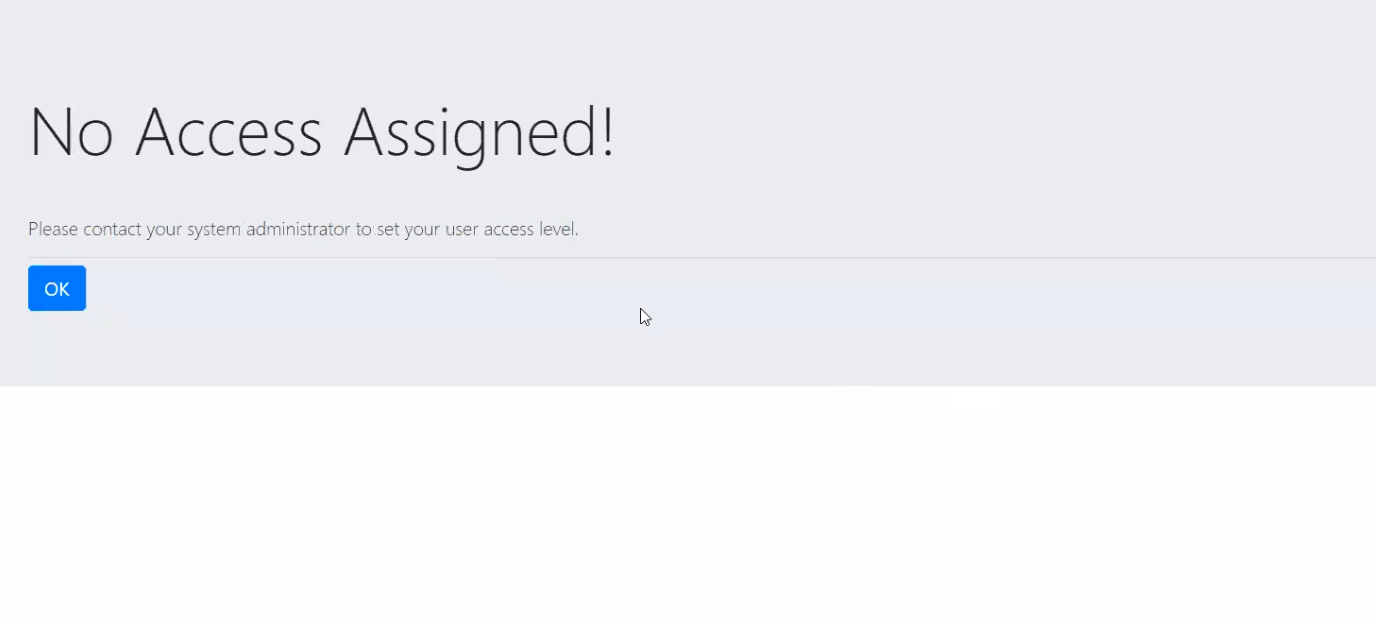 No Access Assigned!
Please contact your system administrator to set your user access level.
OK